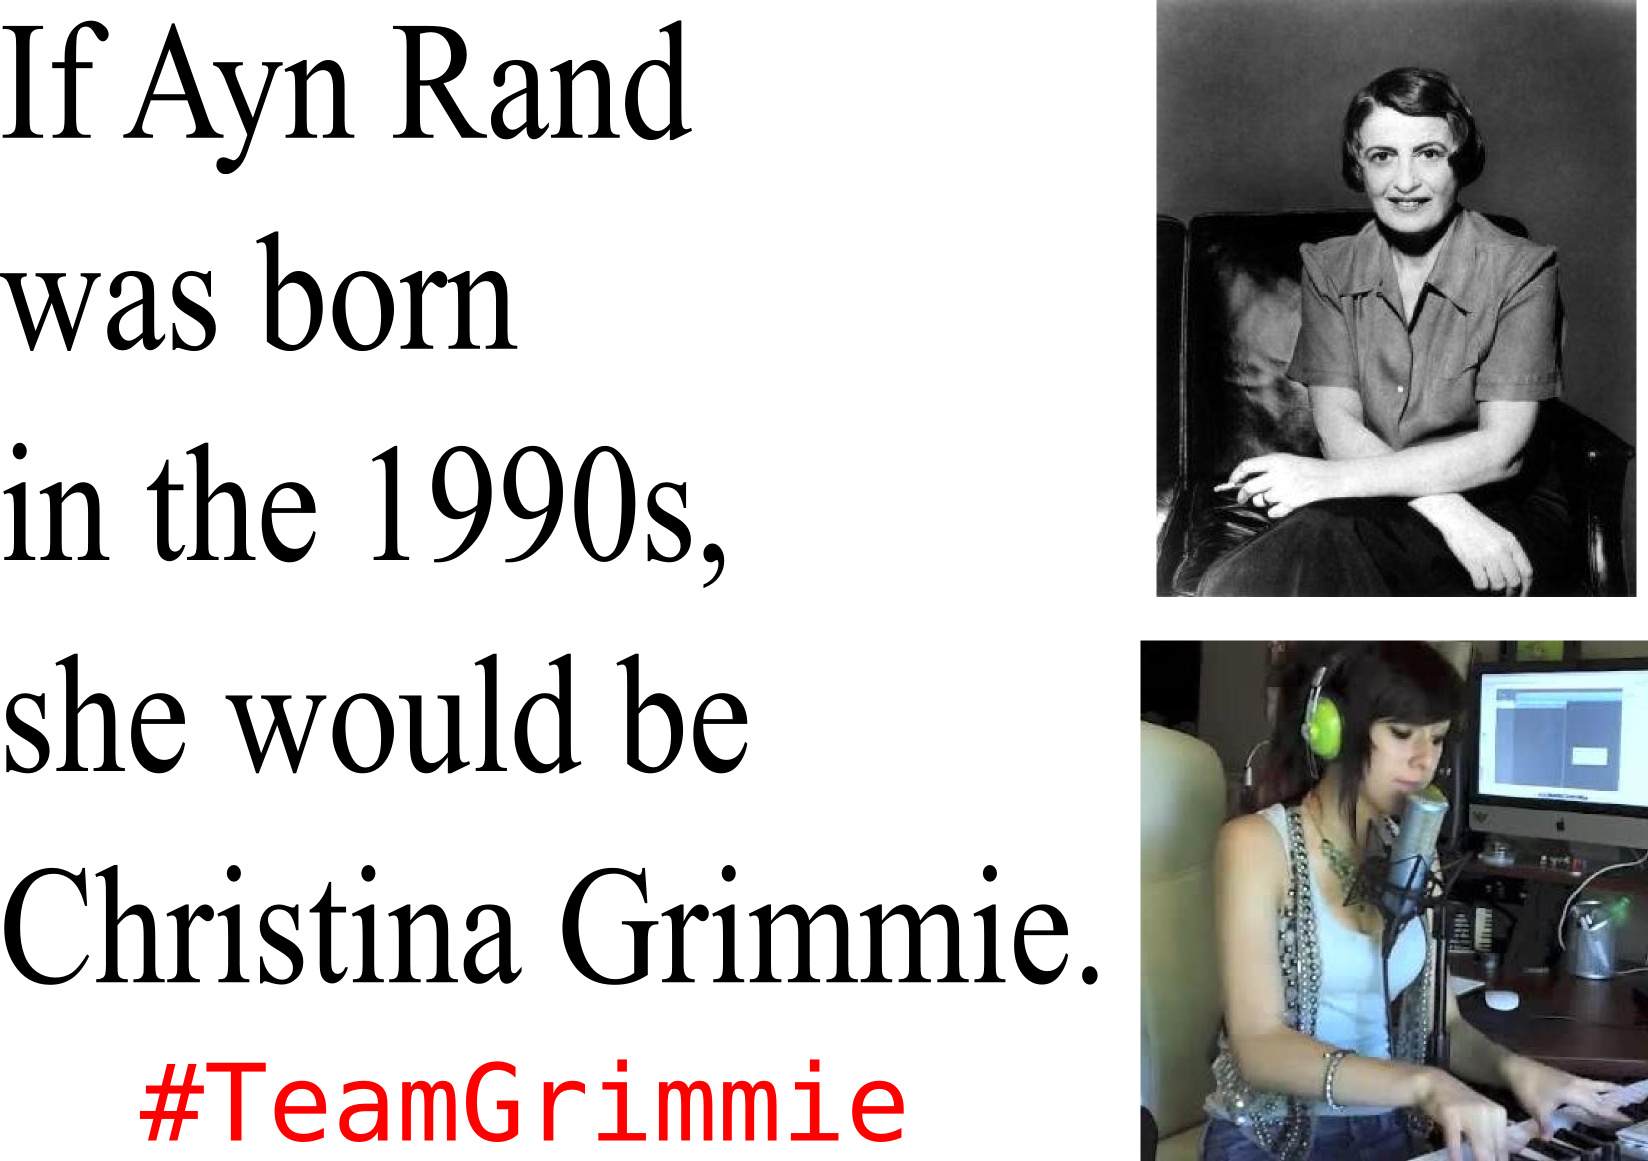 If Ayn Rand
was born
in the 1990s,
she would be
Christina Grimmie.
#TeamGrimmie